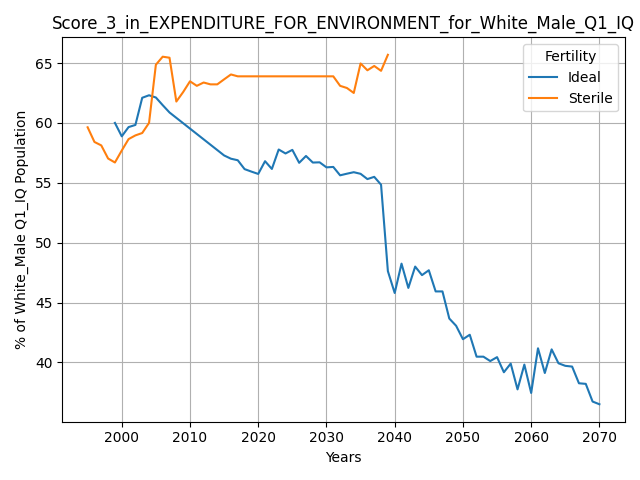 Score_3_in_EXPENDITURE_FOR_ENVIRONMENT_for_White_Male_Q1_IQ
Fertility
Ideal
Sterile
% of White_Male Q1_IQ Population
65
60
55
50
45
40
2000 2010 2020 2030 2040 2050 2060 2070
Years